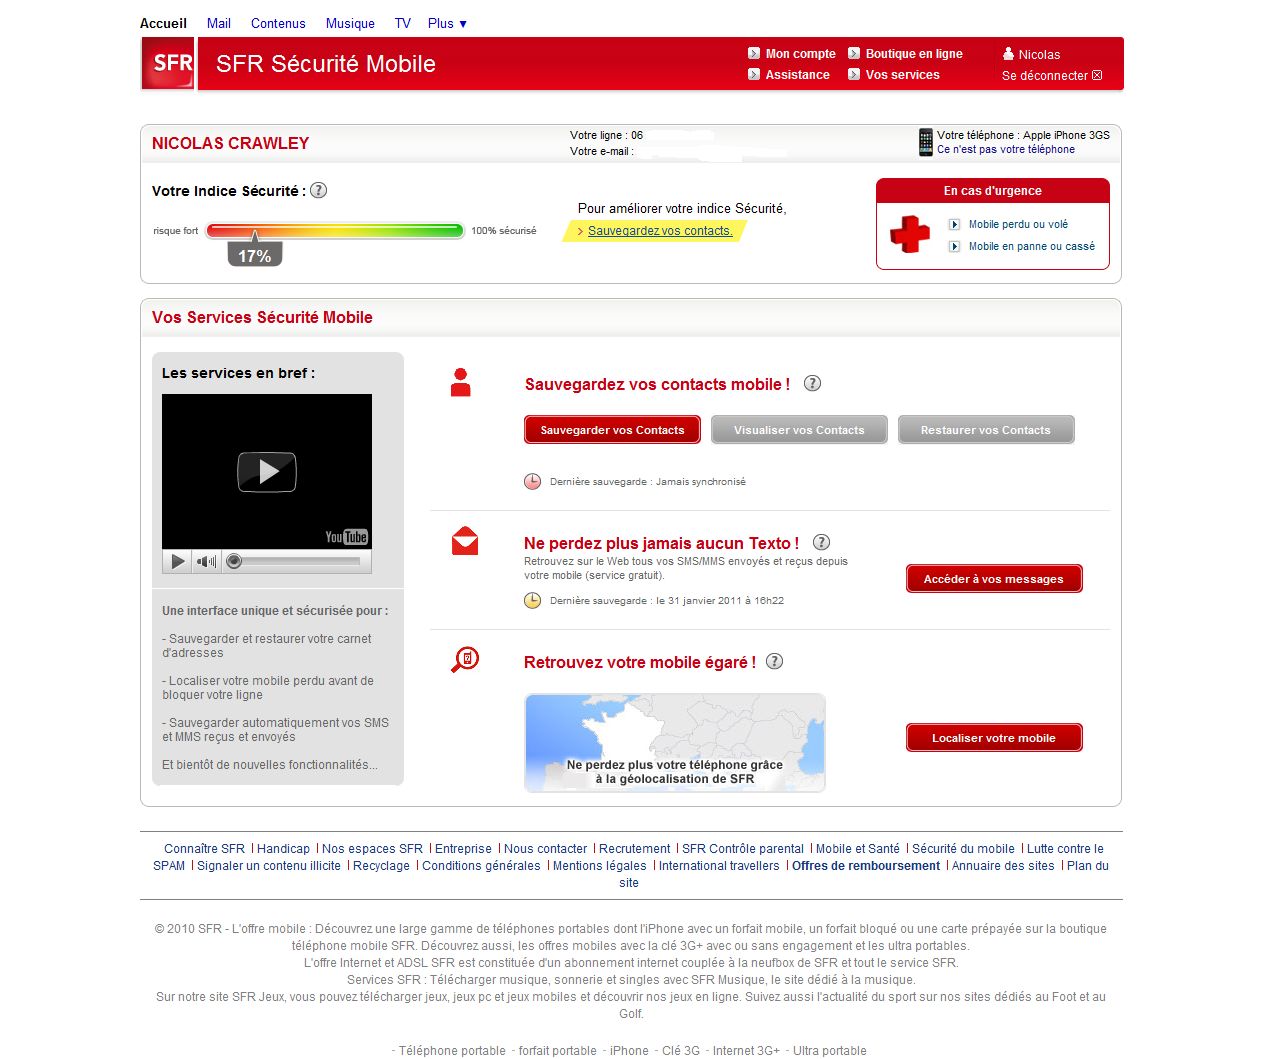 Accueil Mail Contenus Musique TV Plus ▼
SFR SFR Sécurité Mobile
Mon compte Boutique en ligne Nicolas
Assistance Vos services Se déconnecter
NICOLAS CRAWLEY
Votre ligne : 06
Votre e-mail :
Votre téléphone : Apple iPhone 3GS
Ce n'est pas votre téléphone
Votre Indice Sécurité : ?
risque fort 100% sécurisé
17%
Pour améliorer votre indice Sécurité,
Sauvegardez vos contacts.
En cas d'urgence
Mobile perdu ou volé
Mobile en panne ou cassé
Vos Services Sécurité Mobile
Les services en bref :
YouTube
Une interface unique et sécurisée pour :
- Sauvegarder et restaurer votre carnet
d'adresses
- Localiser votre mobile perdu avant de
bloquer votre ligne
- Sauvegarder automatiquement vos SMS
et MMS reçus et envoyés
Et bientôt de nouvelles fonctionnalités...
Sauvegardez vos contacts mobile ! ?
Sauvegarder vos Contacts Visualiser vos Contacts Restaurer vos Contacts
Dernière sauvegarde : Jamais synchronisé
Ne perdez plus jamais aucun Texto ! ?
Retrouvez sur le Web tous vos SMS/MMS envoyés et reçus depuis
votre mobile (service gratuit).
Accéder à vos messages
Dernière sauvegarde : le 31 janvier 2011 à 16h22
Retrouvez votre mobile égaré ! ?
Ne perdez plus votre téléphone grâce
à la géolocalisation de SFR
Localiser votre mobile
Connaître SFR | Handicap | Nos espaces SFR | Entreprise | Nous contacter | Recrutement | SFR Contrôle parental | Mobile et Santé | Sécurité du mobile | Lutte contre le
SPAM | Signaler un contenu illicite | Recyclage | Conditions générales | Mentions légales | International travellers | Offres de remboursement | Annuaire des sites | Plan du
site
© 2010 SFR - L'offre mobile : Découvrez une large gamme de téléphones portables dont l'iPhone avec un forfait mobile, un forfait bloqué ou une carte prépayée sur la boutique
téléphone mobile SFR. Découvrez aussi, les offres mobiles avec la clé 3G+ avec ou sans engagement et les ultra portables.
L'offre Internet et ADSL SFR est constituée d'un abonnement internet couplée à la neufbox de SFR et tout le service SFR.
Services SFR : Télécharger musique, sonnerie et singles avec SFR Musique, le site dédié à la musique.
Sur notre site SFR Jeux, vous pouvez télécharger jeux, jeux pc et jeux mobiles et découvrir nos jeux en ligne. Suivez aussi l'actualité du sport sur nos sites dédiés au Foot et au
Golf.
- Téléphone portable - forfait portable - iPhone - Clé 3G - Internet 3G+ - Ultra portable